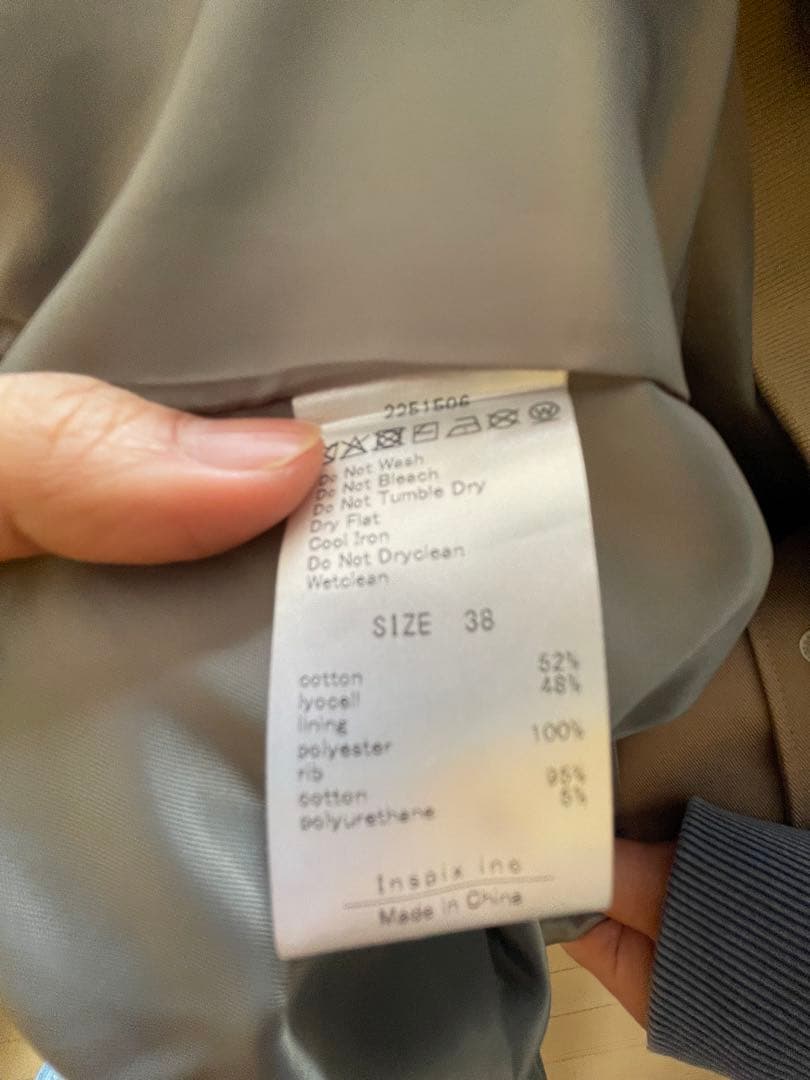 2251506
Do Not Wash
Do Not Bleach
Do Not Tumble Dry
Dry Flat
Cool Iron
Do Not Dryclean
Wetclean
SIZE 38
cotton 52%
lyocell 48%
lining
polyester 100%
rib
cotton 95%
polyurethane 5%
inc
Made in China